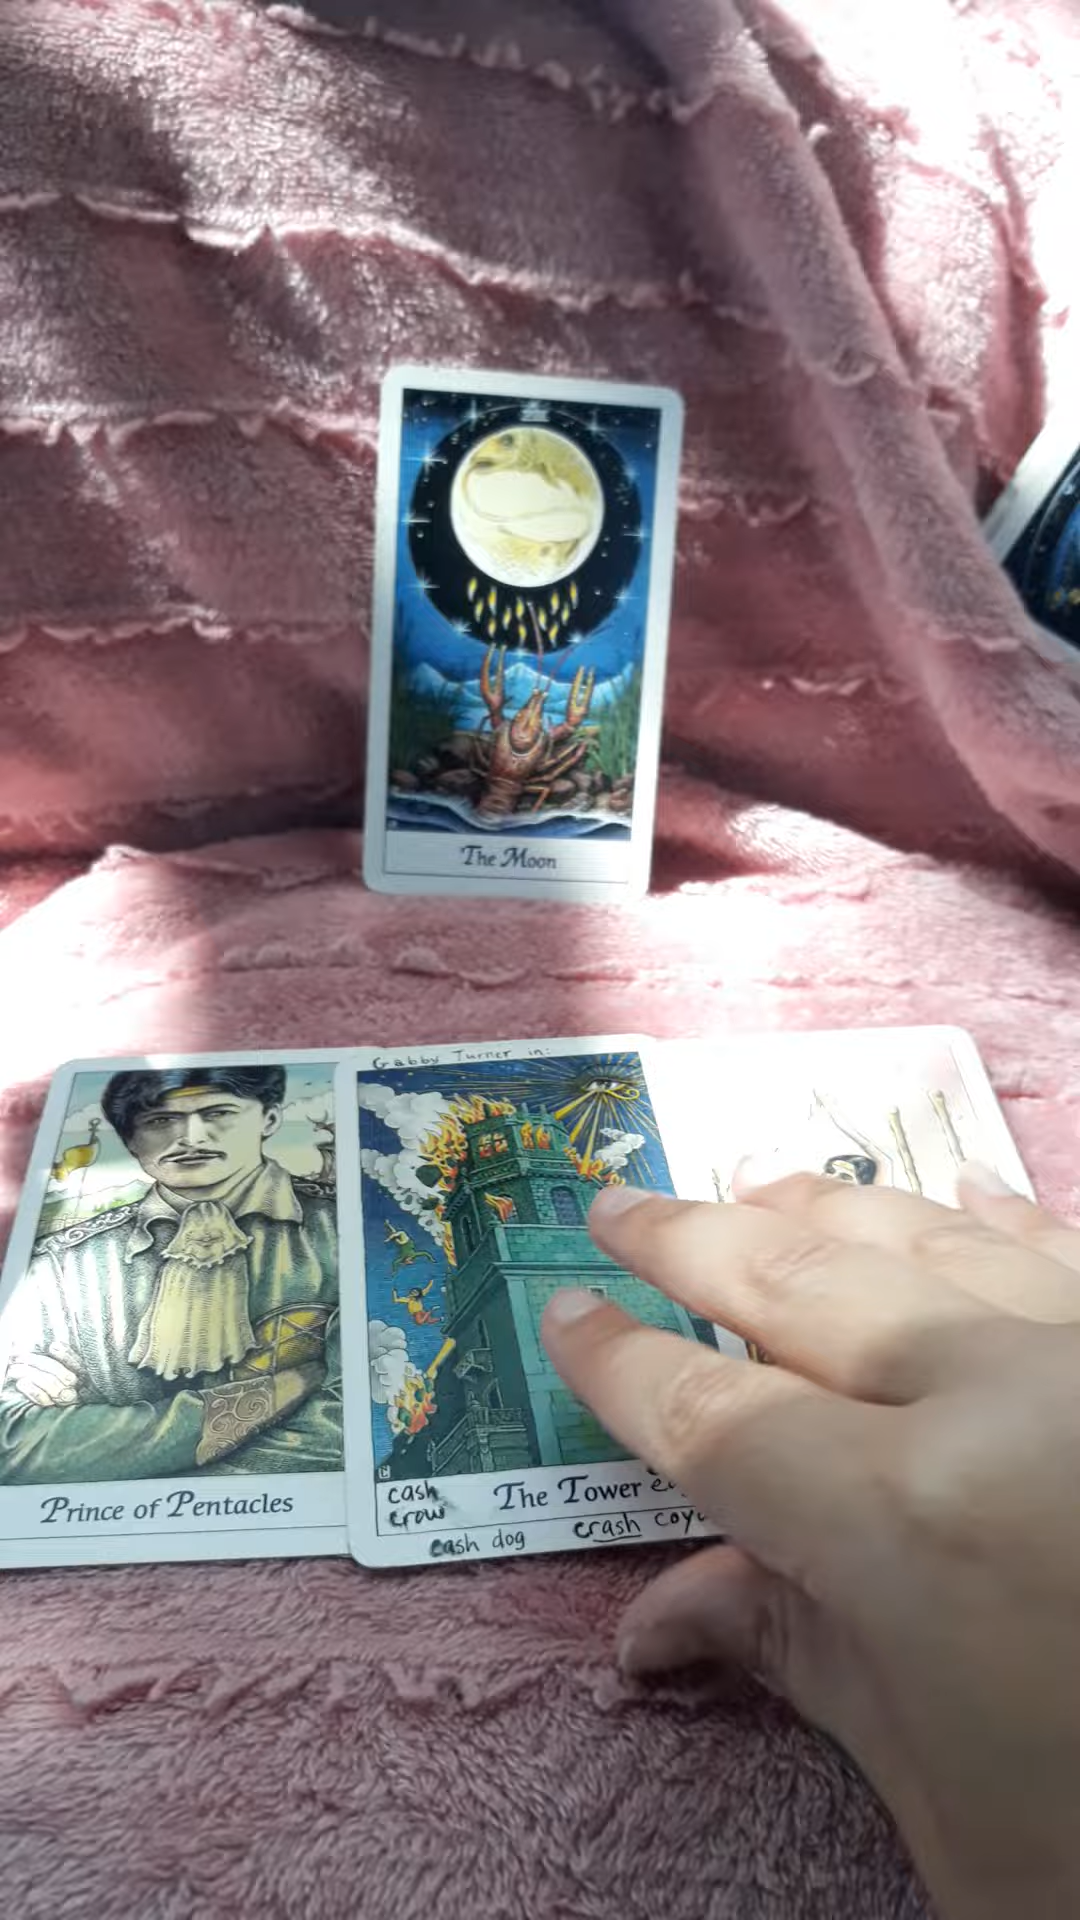 The Moon
Gabby Turner in:
Prince of Pentacles
cash
crow
The Tower
cash dog
crash